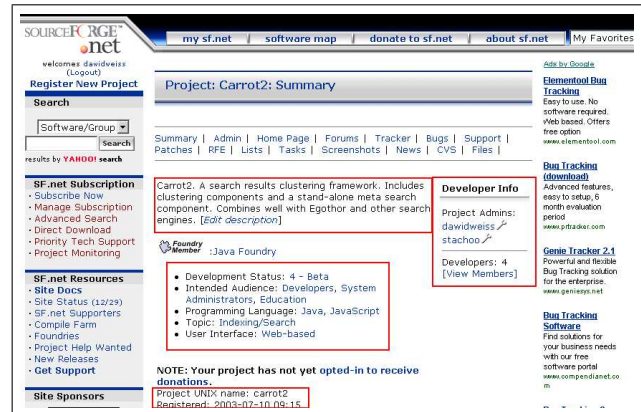 SOURCEFORGE
.net
my sf.net
software map
donate to sf.net
about sf.net
My Favorites
welcomes dawidweiss
(Logout)
Register New Project
Search
Software/Group
Search
results by YAHOO! search
SF.net Subscription
· Subscribe Now
· Manage Subscription
· Advanced Search
· Direct Download
· Priority Tech Support
· Project Monitoring
SF.net Resources
· Site Docs
· Site Status (12/29)
· SF.net Supporters
· Compile Farm
· Foundries
· Project Help Wanted
· New Releases
· Get Support
Site Sponsors
Project: Carrot2: Summary
Summary | Admin | Home Page | Forums | Tracker | Bugs | Support |
Patches | RFE | Lists | Tasks | Screenshots | News | CVS | Files |
Carrot2. A search results clustering framework. Includes
clustering components and a stand-alone meta search
component. Combines well with Egothor and other search
engines. [Edit description]
Foundry
Member :Java Foundry
• Development Status: 4 - Beta
• Intended Audience: Developers, System
Administrators, Education
• Programming Language: Java, JavaScript
• Topic: Indexing/Search
• User Interface: Web-based
NOTE: Your project has not yet opted-in to receive
donations.
Project UNIX name: carrot2
Registered: 2003-07-10 09:15
Developer Info
Project Admins:
dawidweiss
stachoo
Developers: 4
[View Members]
Ads by Google
Elementool Bug
Tracking
Easy to use. No
software required.
Web based. Offers
free option
www.elementool.com
Bug Tracking
(download)
Advanced features,
easy to setup, 6
month evaluation
period
www.prtracker.com
Genie Tracker 2.1
Powerful and flexible
Bug Tracking solution
for the enterprise.
www.geniesys.net
Bug Tracking
Software
Find solutions for
your business needs
with our free
software portal
www.compendianet.co
m